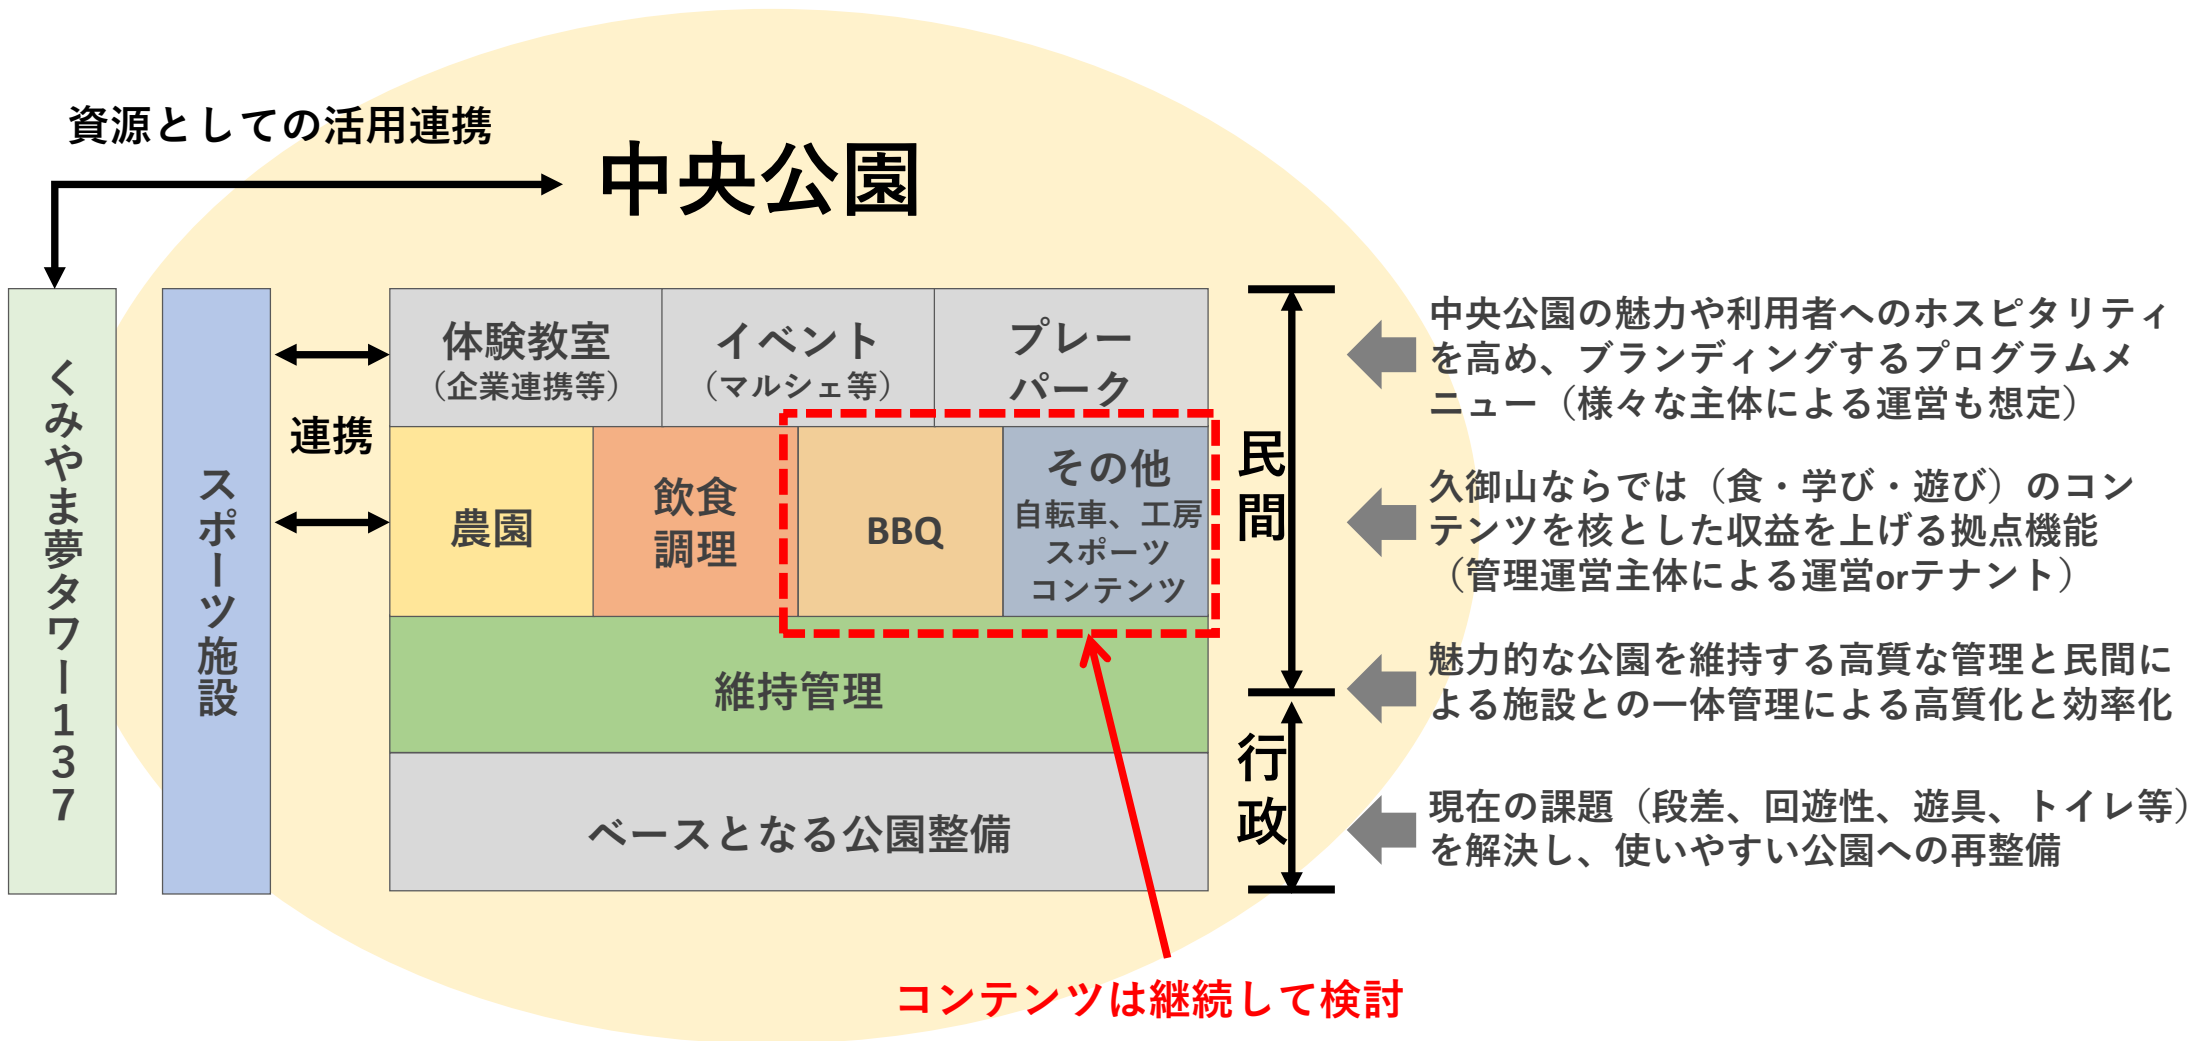 資源としての活用連携
中央公園
くみやま夢タワー137
スポーツ施設
連携
体験教室
（企業連携等）
イベント
（マルシェ等）
プレー
パーク
農園
飲食
調理
BBQ
その他
自転車、工房
スポーツ
コンテンツ
維持管理
ベースとなる公園整備
民間
行政
中央公園の魅力や利用者へのホスピタリティ
を高め、ブランディングするプログラムメ
ニュー（様々な主体による運営も想定）
久御山ならでは（食・学び・遊び）のコン
テンツを核とした収益を上げる拠点機能
（管理運営主体による運営orテナント）
魅力的な公園を維持する高質な管理と民間に
よる施設との一体管理による高質化と効率化
現在の課題（段差、回遊性、遊具、トイレ等）
を解決し、使いやすい公園への再整備
コンテンツは継続して検討